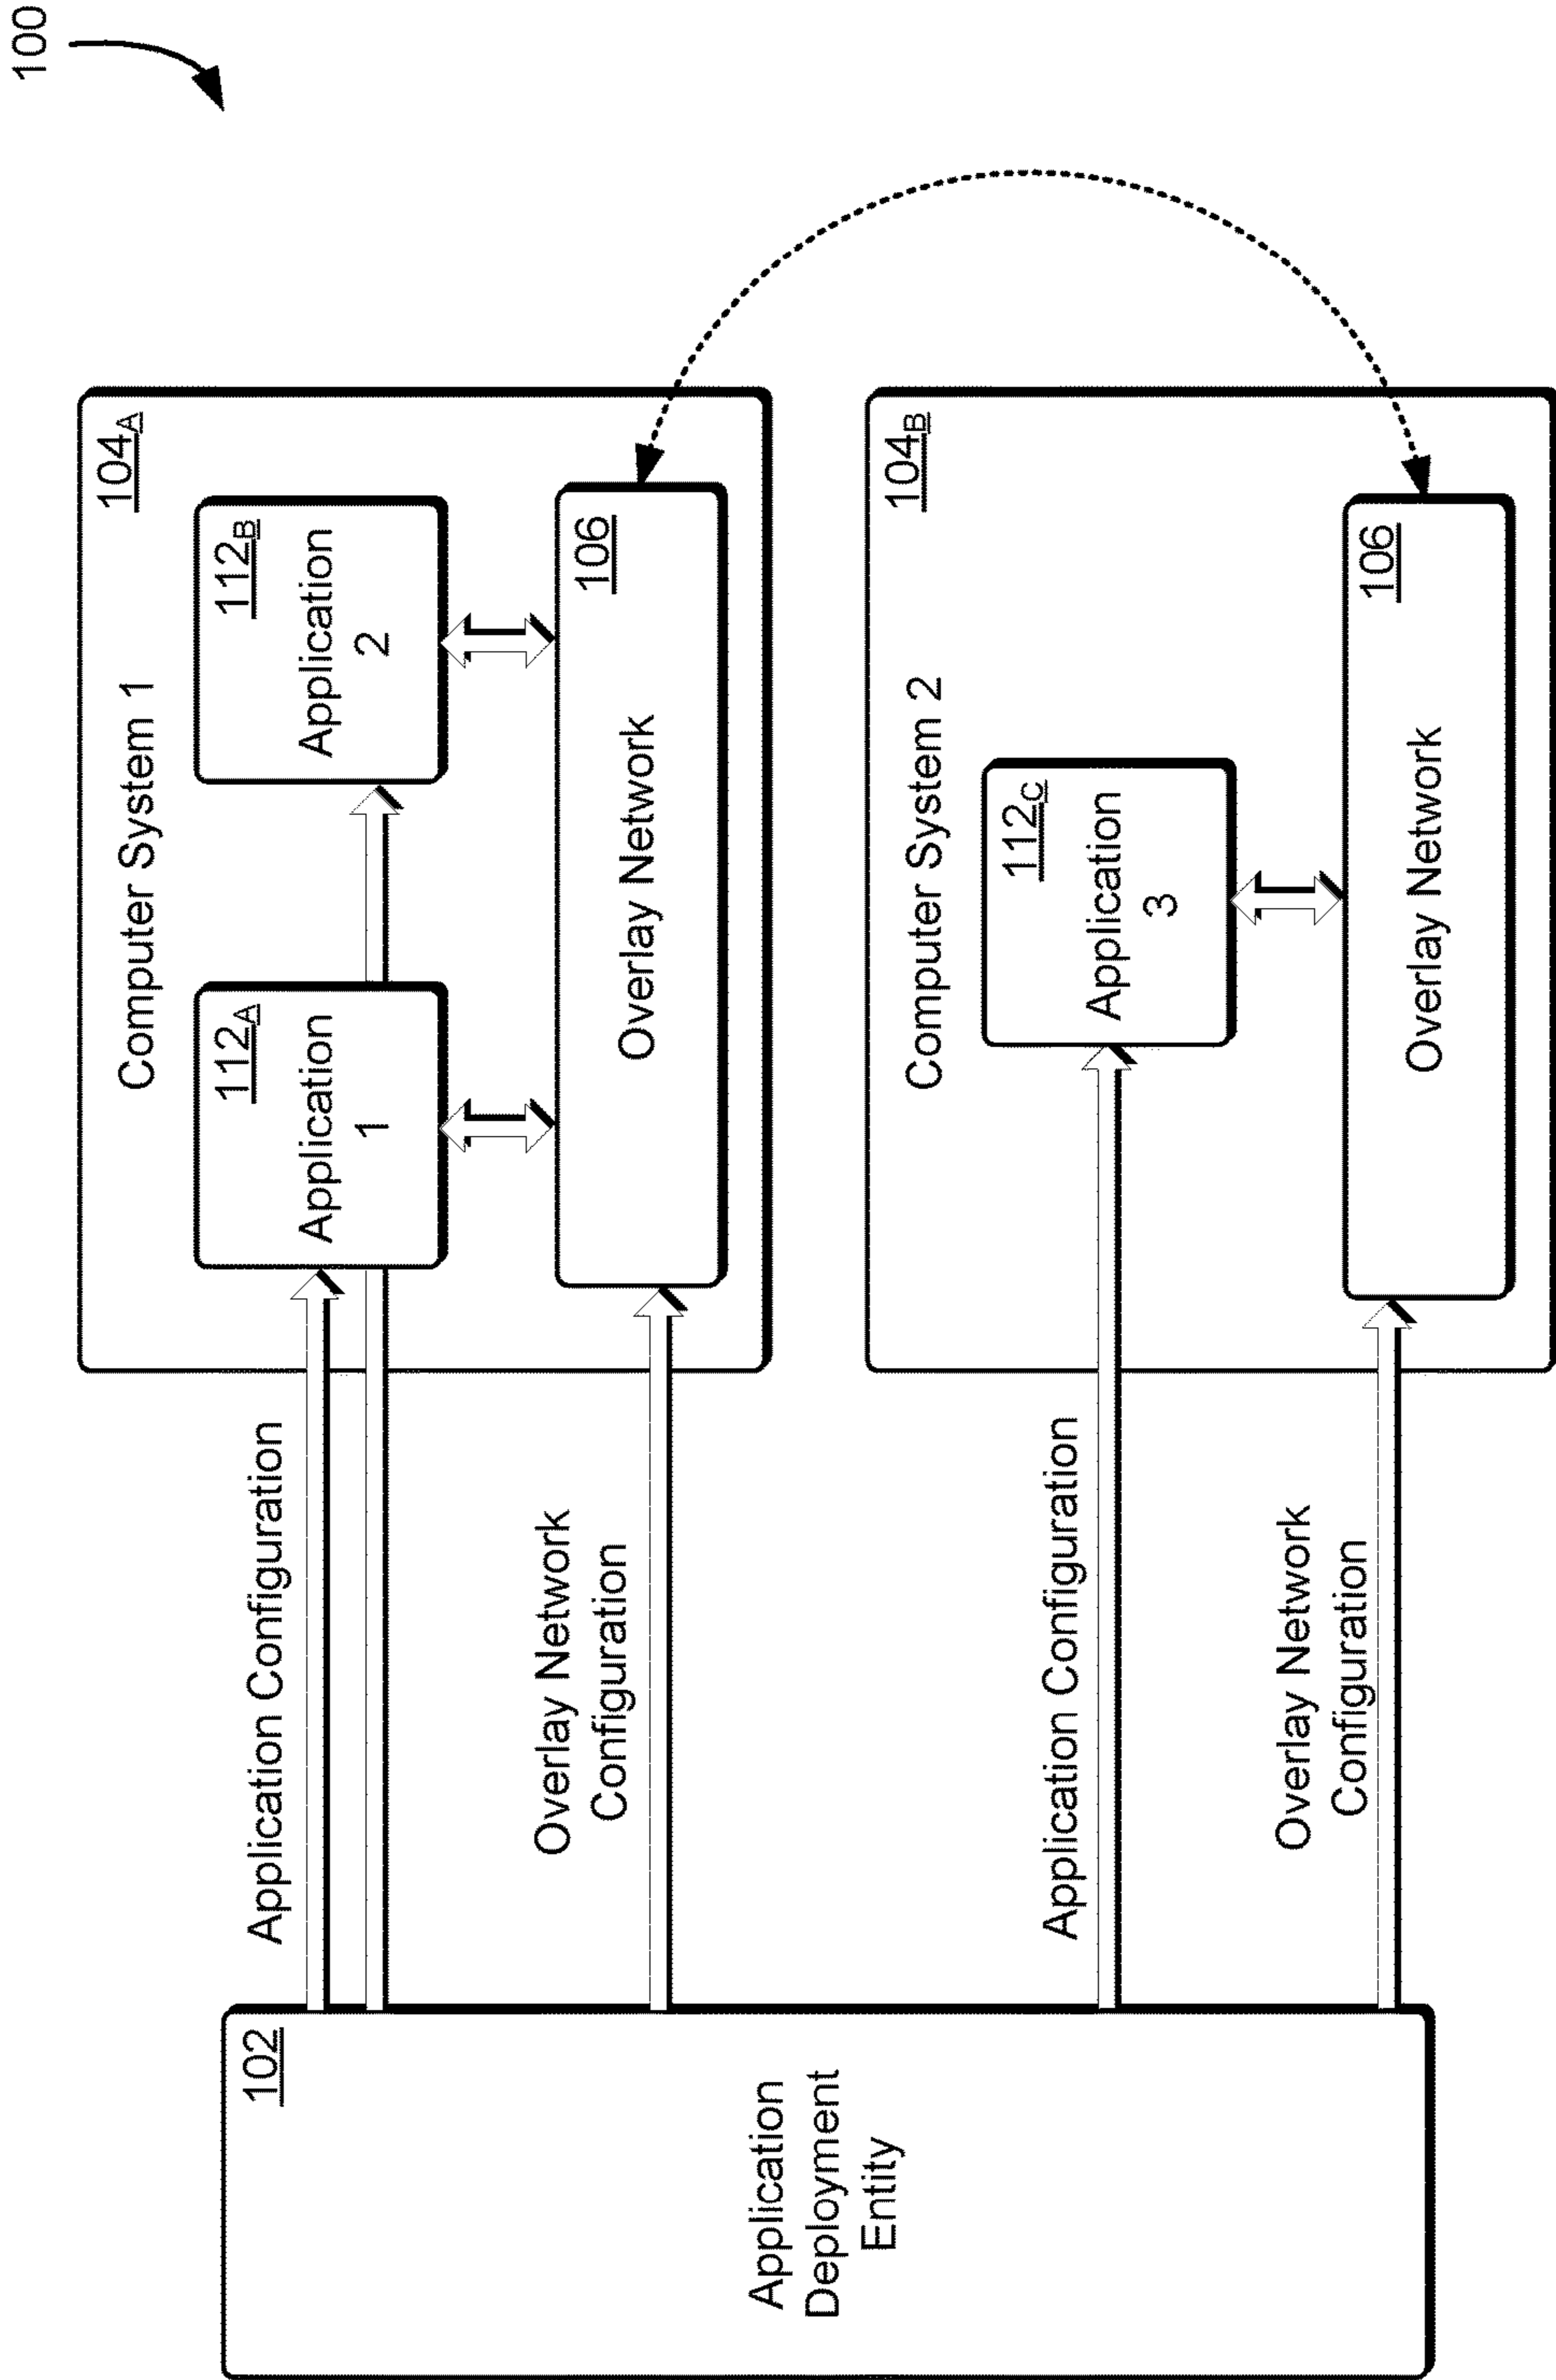 100
102
Application
Deployment
Entity
Application Configuration
Overlay Network
Configuration
Application Configuration
Overlay Network
Configuration
Computer System 1
104A
112A
Application
1
112B
Application
2
106
Overlay Network
Computer System 2
104B
112C
Application
3
106
Overlay Network